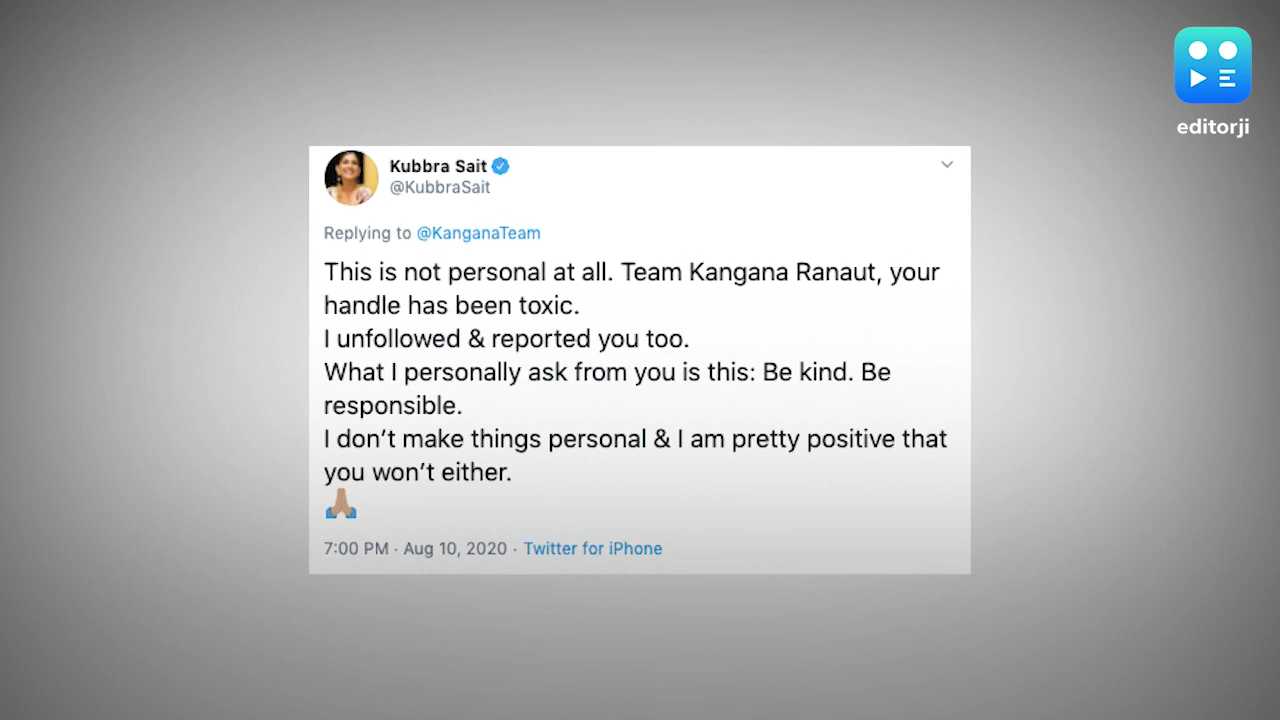 editorji
Kubbra Sait
@KubbraSait
Replying to @KanganaTeam
This is not personal at all. Team Kangana Ranaut, your
handle has been toxic.
I unfollowed & reported you too.
What I personally ask from you is this: Be kind. Be
responsible.
I don’t make things personal & I am pretty positive that
you won’t either.
🙏🏽
7:00 PM · Aug 10, 2020 · Twitter for iPhone